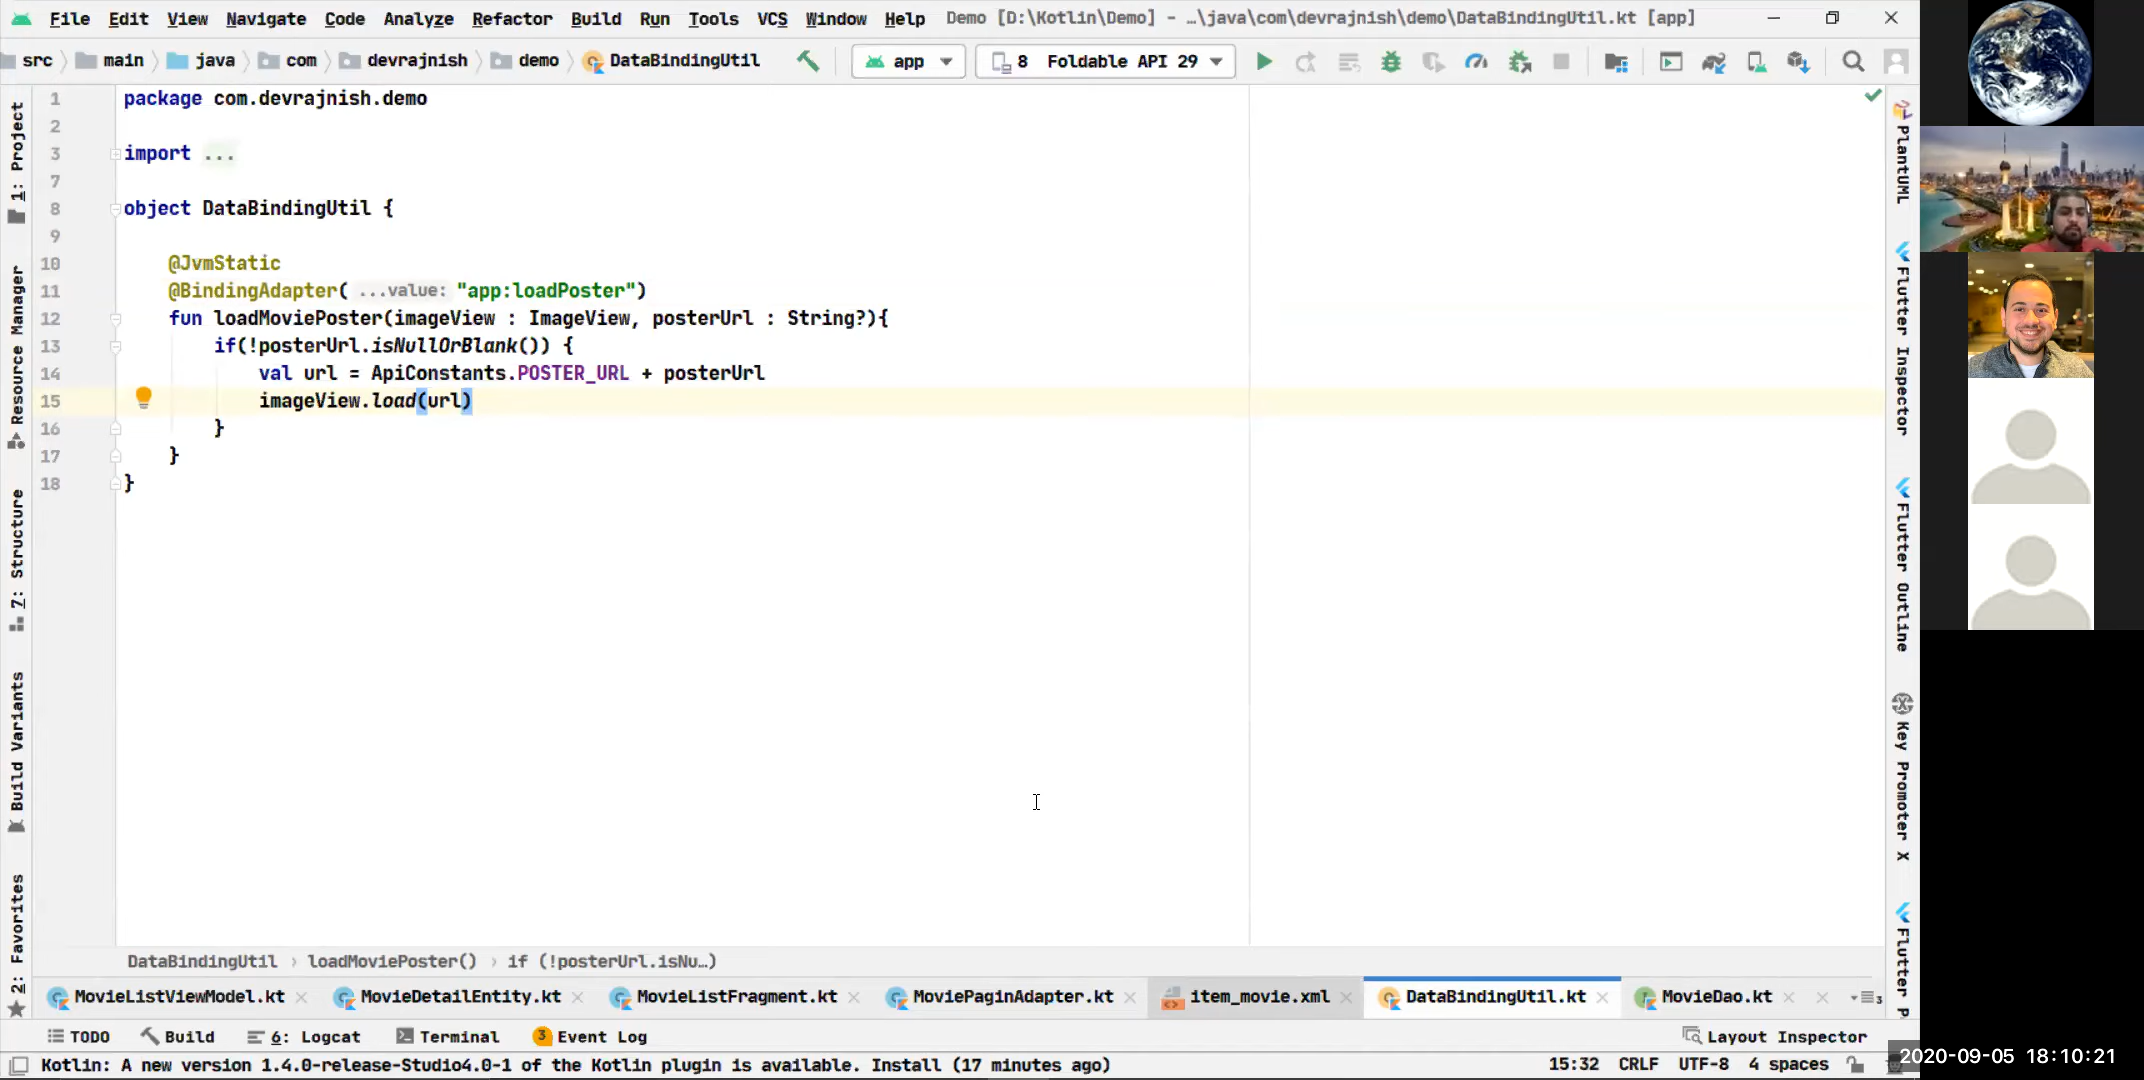 File Edit View Navigate Code Analyze Refactor Build Run Tools VCS Window Help Demo [D:\Kotlin\Demo] - …\java\com\devrajnish\demo\DataBindingUtil.kt [app]
src main java com devrajnish demo DataBindingUtil app 8 Foldable API 29
1 package com.devrajnish.demo
2
3 import ...
7
8 object DataBindingUtil {
9
10 @JvmStatic
11 @BindingAdapter( ...value: "app:loadPoster")
12 fun loadMoviePoster(imageView : ImageView, posterUrl : String?){
13 if(!posterUrl.isNullOrBlank()) {
14 val url = ApiConstants.POSTER_URL + posterUrl
15 imageView.load(url)
16 }
17 }
18 }
1: Project
Resource Manager
7: Structure
Build Variants
2: Favorites
PlantUML
Flutter Inspector
Flutter Outline
Key Promoter X
Flutter P
DataBindingUtil › loadMoviePoster() › if (!posterUrl.isNu…)
MovieListViewModel.kt MovieDetailEntity.kt MovieListFragment.kt MoviePaginAdapter.kt item_movie.xml DataBindingUtil.kt MovieDao.kt 3
TODO Build 6: Logcat Terminal 3 Event Log Layout Inspector
Kotlin: A new version 1.4.0-release-Studio4.0-1 of the Kotlin plugin is available. Install (17 minutes ago) 15:32 CRLF UTF-8 4 spaces
2020-09-05 18:10:21